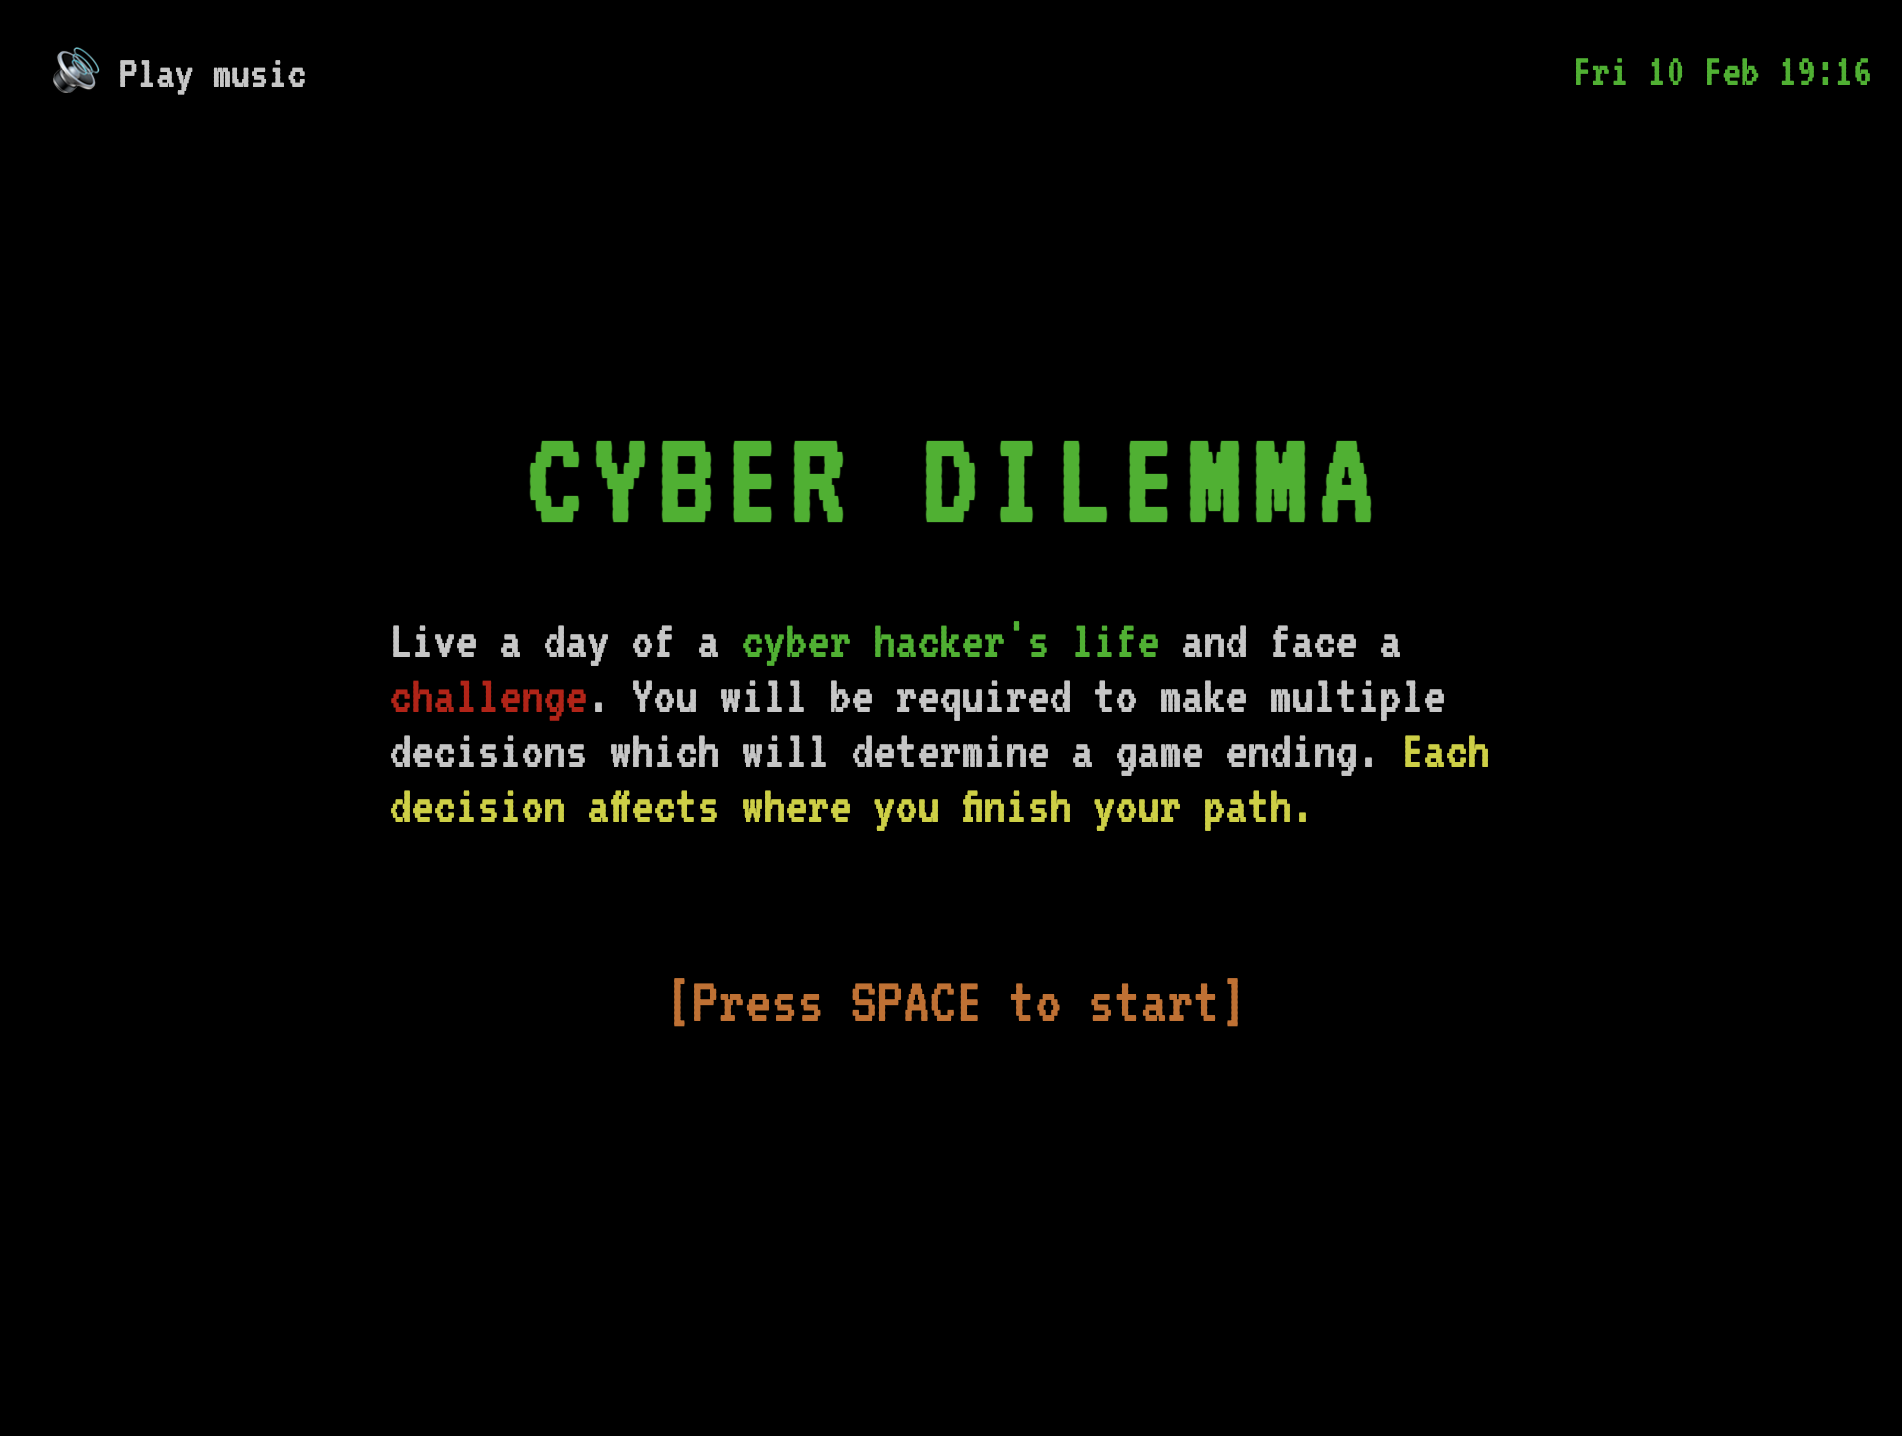 Play music
Fri 10 Feb 19:16
CYBER DILEMMA
Live a day of a cyber hacker's life and face a
challenge. You will be required to make multiple
decisions which will determine a game ending. Each
decision affects where you finish your path.
[Press SPACE to start]